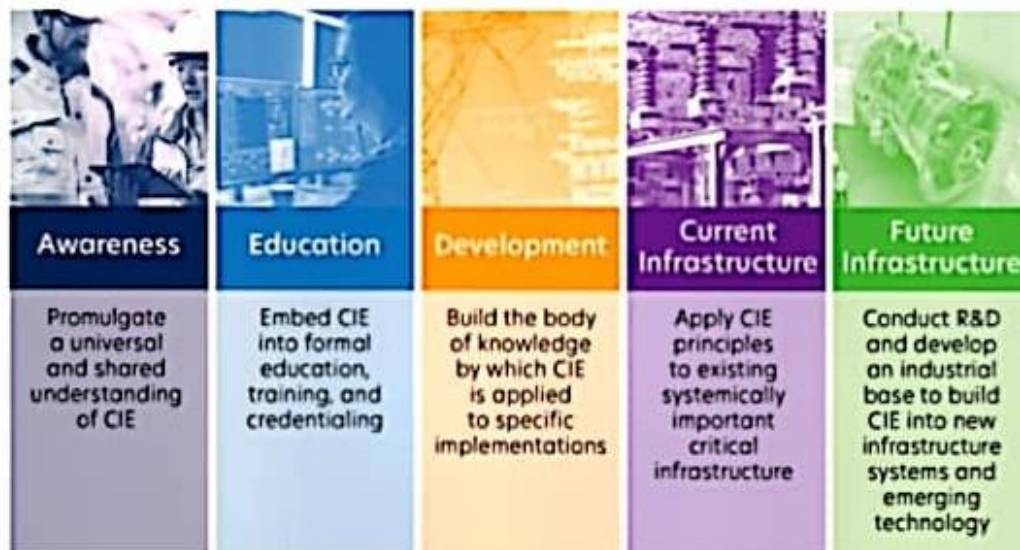 Awareness
Promulgate
a universal
and shared
understanding
of CIE
Education
Embed CIE
into formal
education,
training, and
credentialing
Development
Build the body
of knowledge
by which CIE
is applied
to specific
implementations
Current
Infrastructure
Apply CIE
principles
to existing
systemically
important
critical
infrastructure
Future
Infrastructure
Conduct R&D
and develop
an industrial
base to build
CIE into new
infrastructure
systems and
emerging
technology